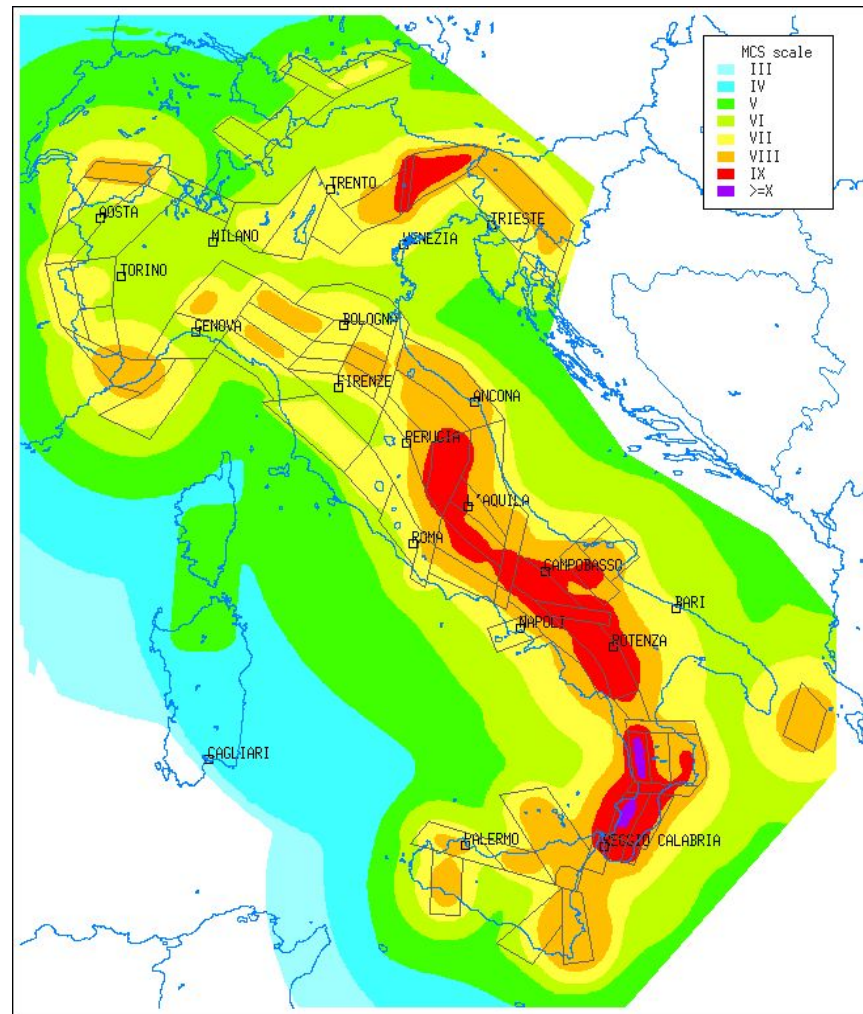 MCS scale
III
IV
V
VI
VII
VIII
IX
>=X
TRENTO
AOSTA
TRIESTE
MILANO
VENEZIA
TORINO
GENOVA
BOLOGNA
FIRENZE
ANCONA
PERUGIA
L'AQUILA
ROMA
CAMPOBASSO
BARI
NAPOLI
POTENZA
CAGLIARI
PALERMO
REGGIO CALABRIA